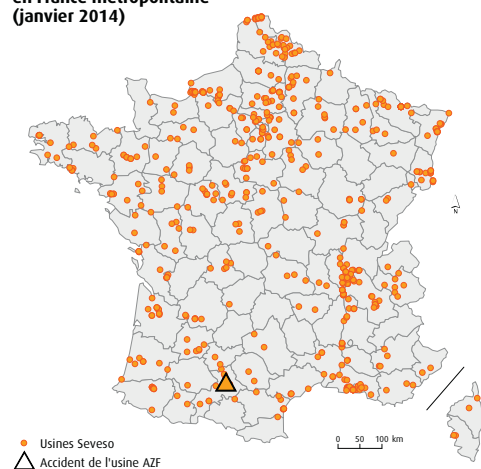 en France métropolitaine
(janvier 2014)
N
0 50 100 km
Usines Seveso
Accident de l'usine AZF